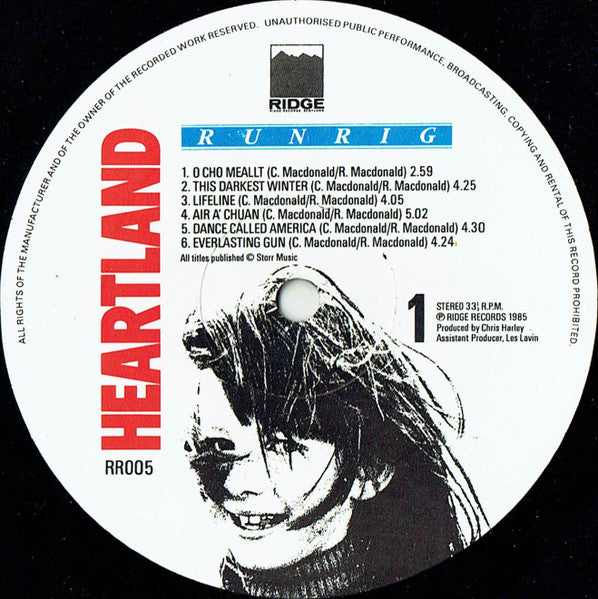 ALL RIGHTS OF THE MANUFACTURER AND OF THE OWNER OF THE RECORDED WORK RESERVED. UNAUTHORISED PUBLIC PERFORMANCE, BROADCASTING, COPYING AND RENTAL OF THIS RECORD PROHIBITED.
RIDGE
RIDGE RECORDS SCOTLAND
RUNRIG
HEARTLAND
1. O CHO MEALLT (C. Macdonald/R. Macdonald) 2.59
2. THIS DARKEST WINTER (C. Macdonald/R. Macdonald) 4.25
3. LIFELINE (C. Macdonald/R. Macdonald) 4.05
4. AIR A' CHUAN (C. Macdonald/R. Macdonald) 5.02
5. DANCE CALLED AMERICA (C. Macdonald/R. Macdonald) 4.30
6. EVERLASTING GUN (C. Macdonald/R. Macdonald) 4.24
All titles published © Storr Music
1
STEREO 33⅓ R.P.M.
℗ RIDGE RECORDS 1985
Produced by Chris Harley
Assistant Producer, Les Lavin
RR005